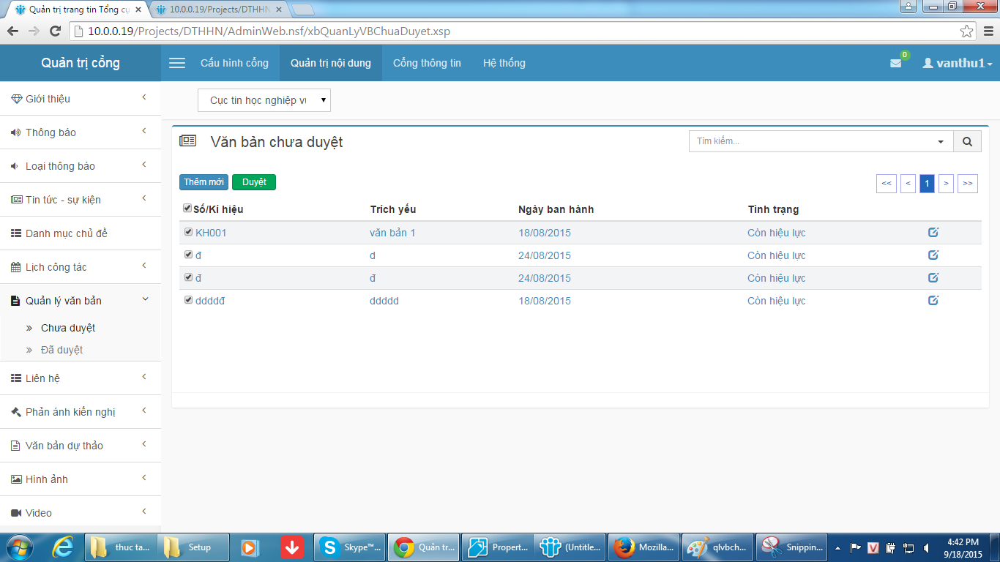 Quản trị trang tin Tổng cụ
10.0.0.19/Projects/DTHHN
10.0.0.19/Projects/DTHHN/AdminWeb.nsf/xbQuanLyVBChuaDuyet.xsp
Quản trị cổng
Cấu hình cổng
Quản trị nội dung
Cổng thông tin
Hệ thống
0
vanthu1
Giới thiệu
Thông báo
Loại thông báo
Tin tức - sự kiện
Danh mục chủ đề
Lịch công tác
Quản lý văn bản
Chưa duyệt
Đã duyệt
Liên hệ
Phản ánh kiến nghị
Văn bản dự thảo
Hình ảnh
Video
Cục tin học nghiệp vụ
Văn bản chưa duyệt
Tìm kiếm...
Thêm mới
Duyệt
<< < 1 > >>
Số/Kí hiệu Trích yếu Ngày ban hành Tình trạng
KH001 văn bản 1 18/08/2015 Còn hiệu lực
đ d 24/08/2015 Còn hiệu lực
đ đ 24/08/2015 Còn hiệu lực
ddddđ ddddd 18/08/2015 Còn hiệu lực
thuc ta...
Setup
Skype™...
Quản tr...
Propert...
(Untitle...
Mozilla...
qlvbch...
Snippin...
4:42 PM
9/18/2015